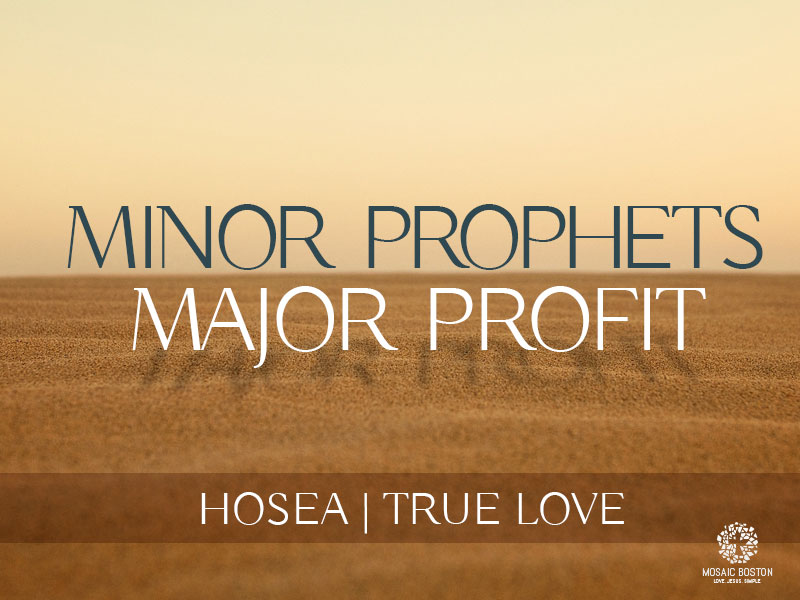 MINOR PROPHETS
MAJOR PROFIT
HOSEA | TRUE LOVE
MOSAIC BOSTON
LOVE. JESUS. SIMPLE.